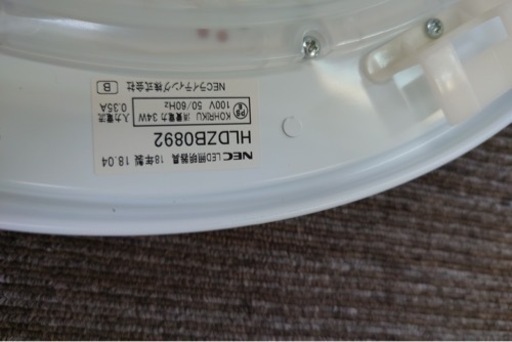 NEC LED照明器具 18年製 18.04
HLDZB0892
PSE KOHRIKU 消費電力 34W 入力電流
100V 50/60Hz 0.35A
NECライティング株式会社 B